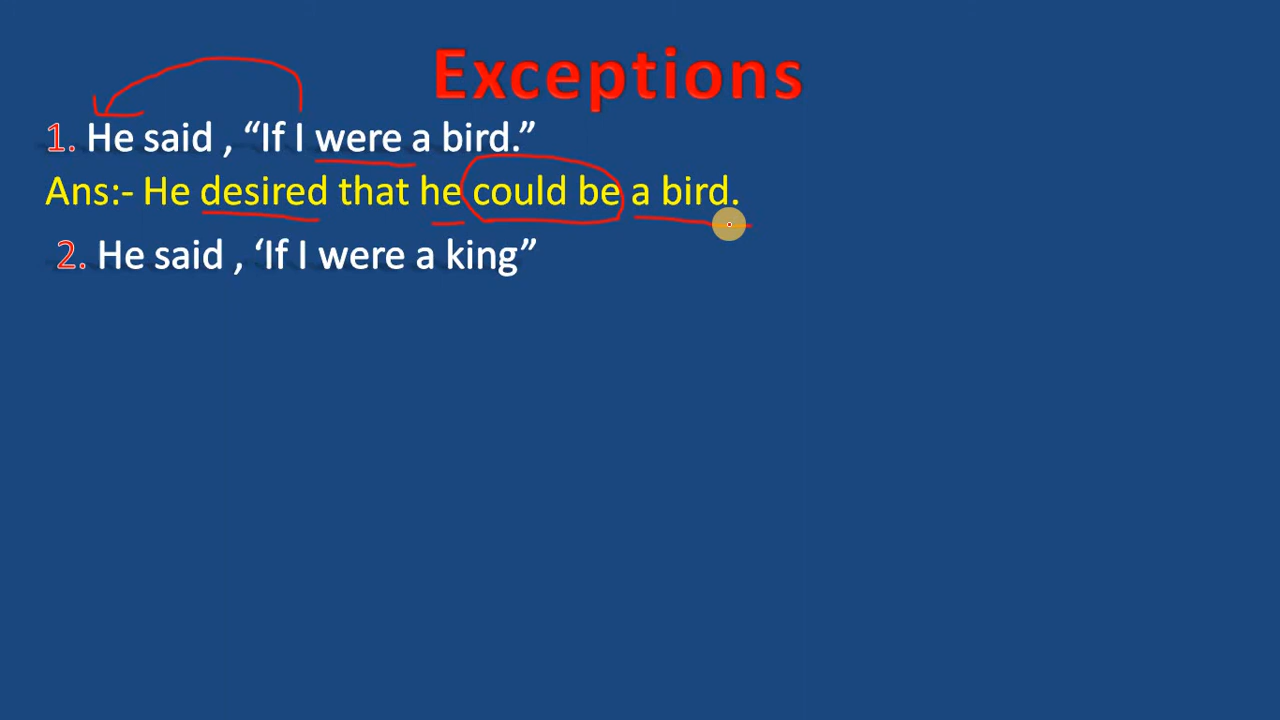 Exceptions
1. He said , “If I were a bird.”
Ans:- He desired that he could be a bird.
2. He said , ‘If I were a king”